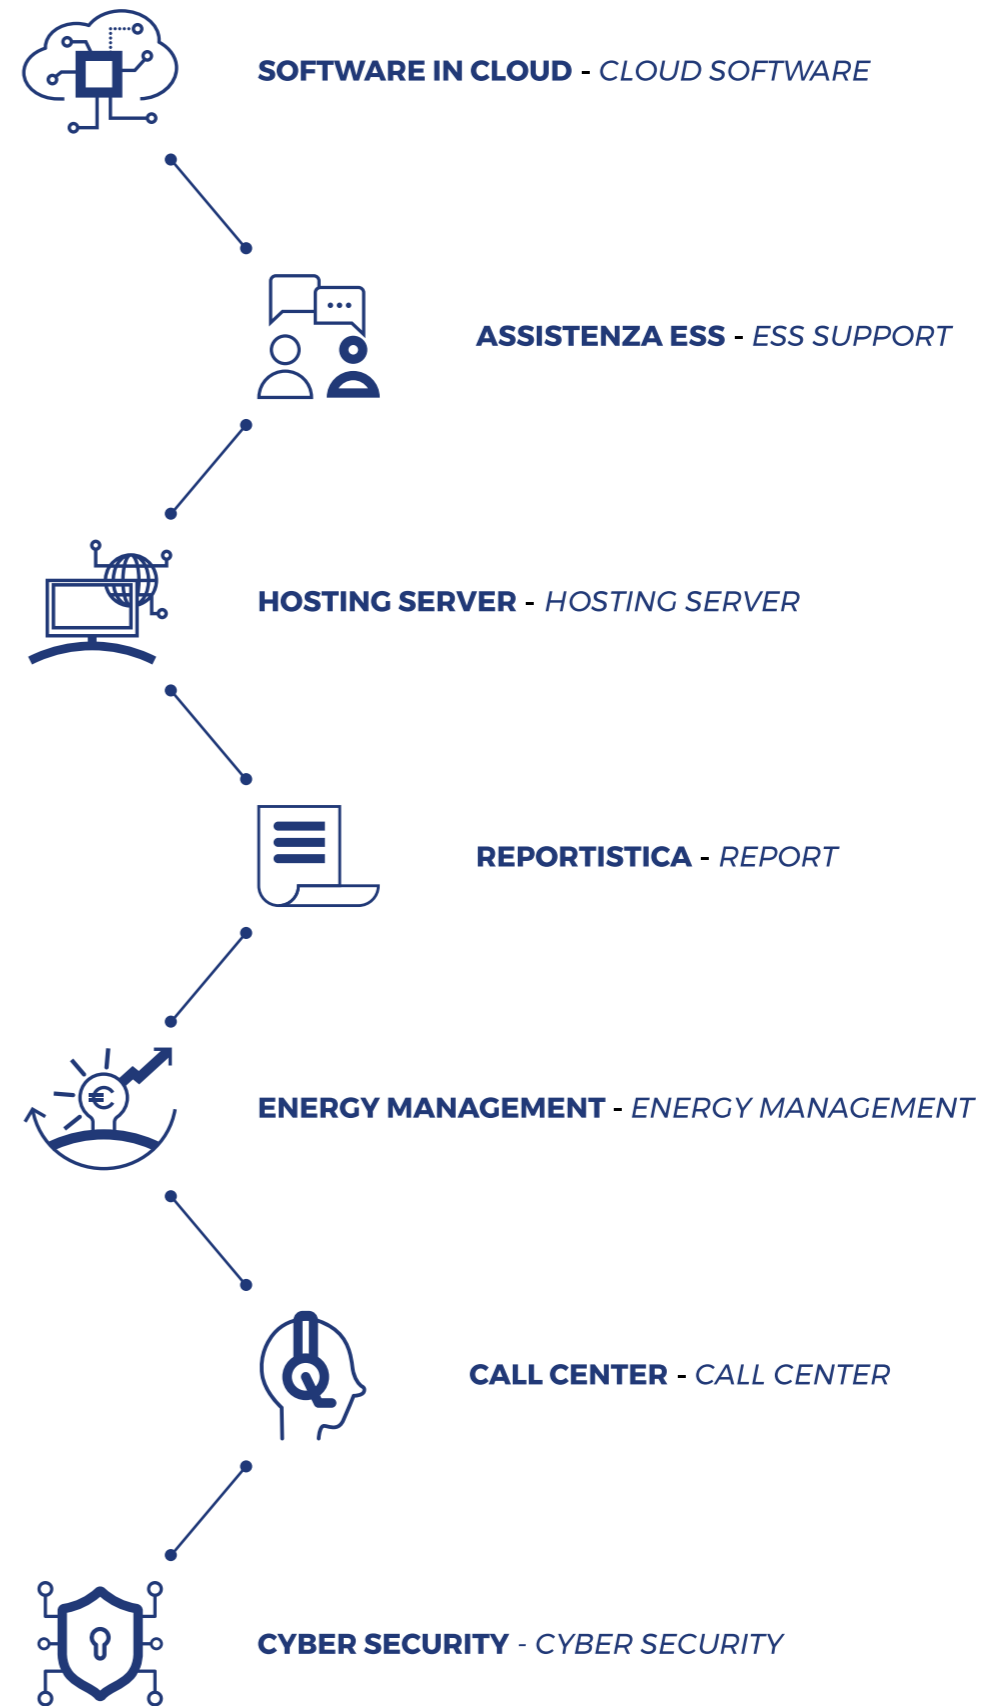 SOFTWARE IN CLOUD - CLOUD SOFTWARE
ASSISTENZA ESS - ESS SUPPORT
HOSTING SERVER - HOSTING SERVER
REPORTISTICA - REPORT
€
ENERGY MANAGEMENT - ENERGY MANAGEMENT
CALL CENTER - CALL CENTER
CYBER SECURITY - CYBER SECURITY